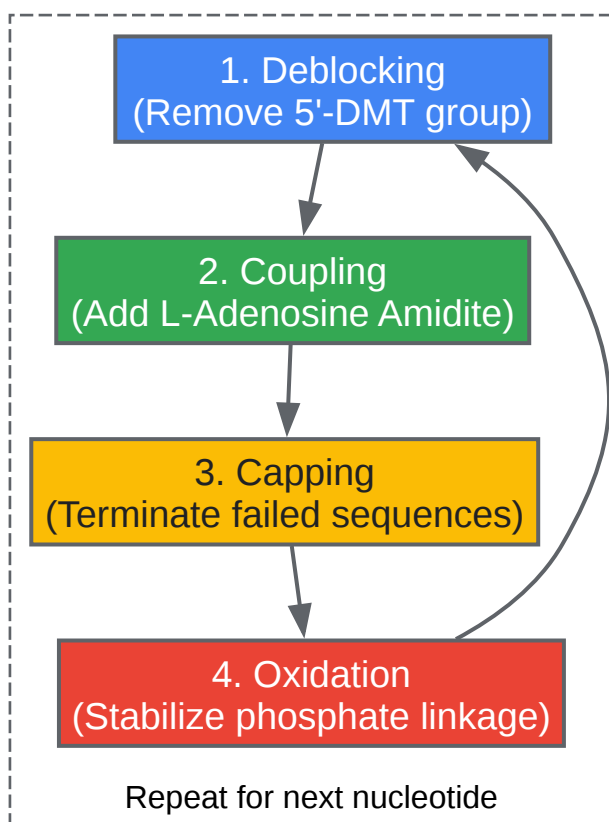 1. Deblocking
(Remove 5'-DMT group)
2. Coupling
(Add L-Adenosine Amidite)
3. Capping
(Terminate failed sequences)
4. Oxidation
(Stabilize phosphate linkage)
Repeat for next nucleotide